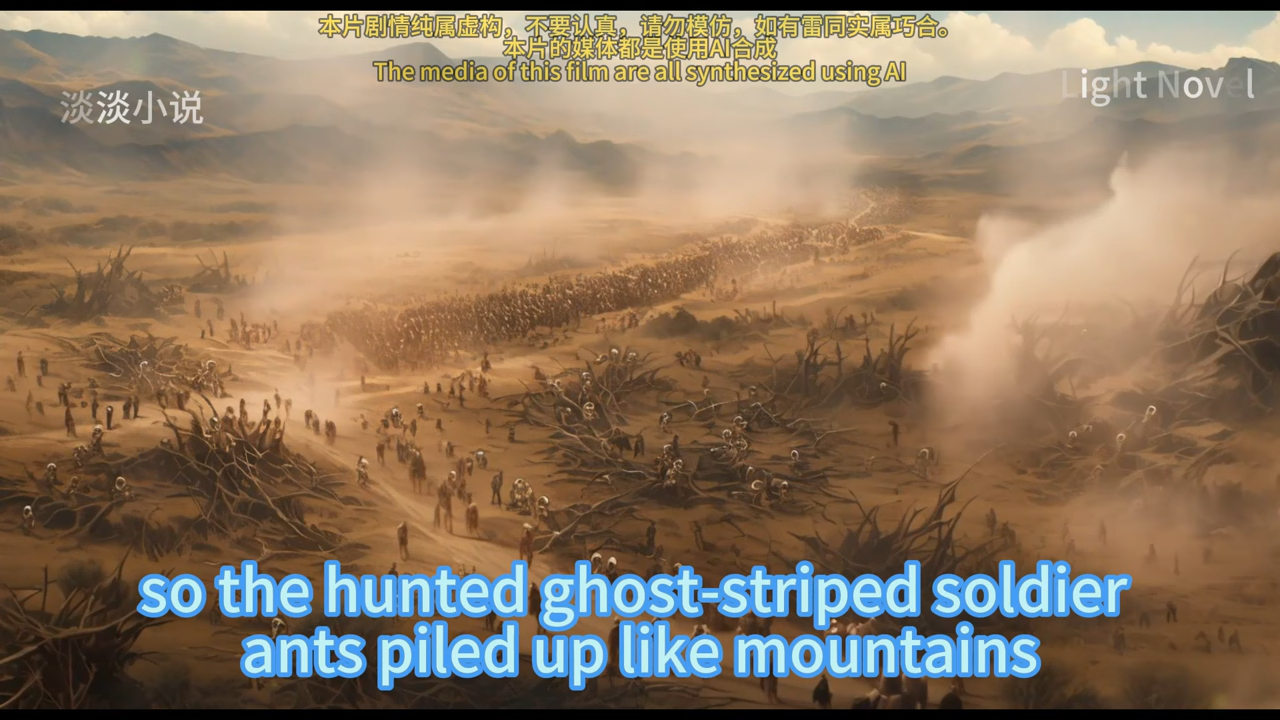 本片剧情纯属虚构，不要认真，请勿模仿，如有雷同实属巧合。
本片的媒体都是使用AI合成
The media of this film are all synthesized using AI
淡淡小说
Light Novel
so the hunted ghost-striped soldier
ants piled up like mountains